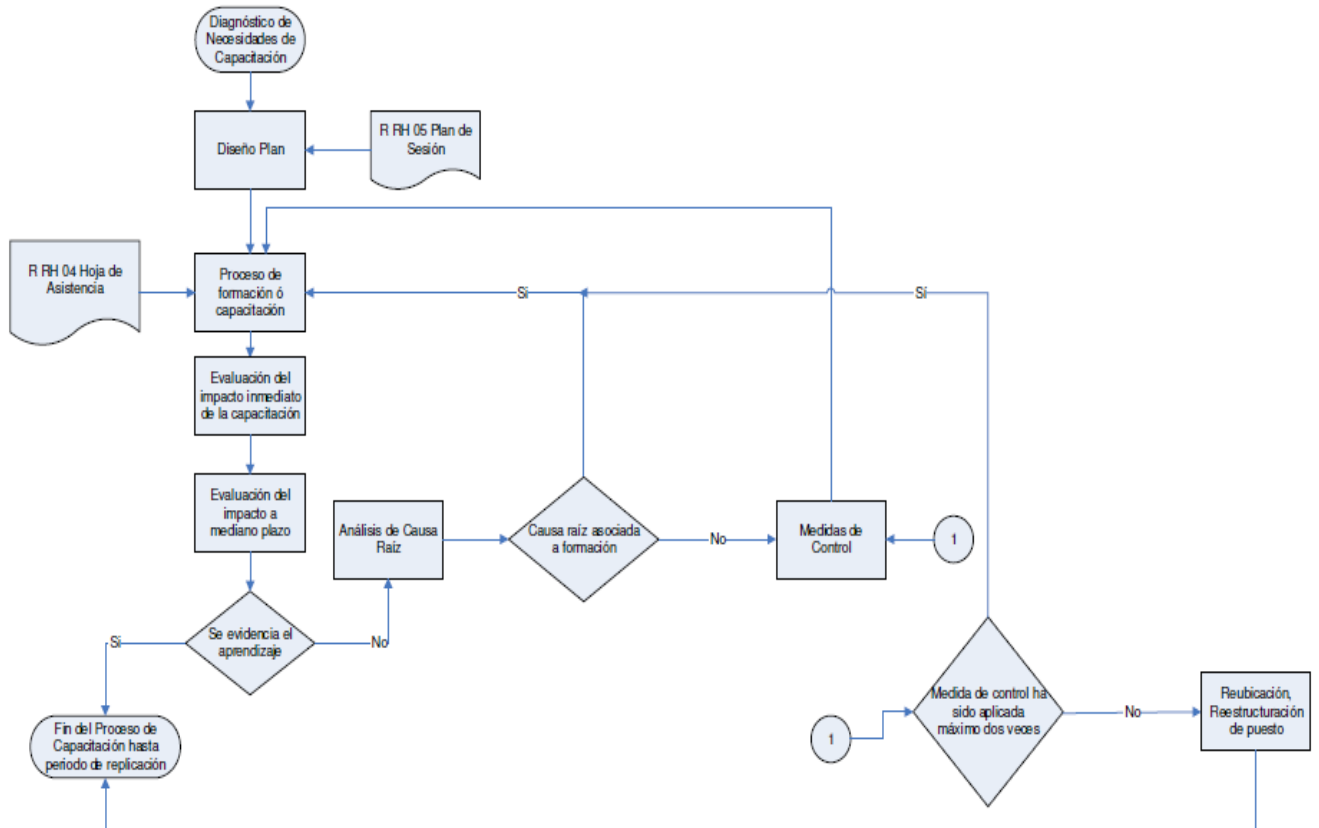 Diagnóstico de
Necesidades de
Capacitación
Diseño Plan
R RH 05 Plan de
Sesión
R RH 04 Hoja de
Asistencia
Proceso de
formación ó
capacitación
Sí
Sí
Evaluación del
impacto inmediato
de la capacitación
Evaluación del
impacto a
mediano plazo
Análisis de Causa
Raíz
Causa raíz asociada
a formación
No
Medidas de
Control
1
Se evidencia el
aprendizaje
Sí
No
Fin del Proceso de
Capacitación hasta
periodo de replicación
1
Medida de control ha
sido aplicada
máximo dos veces
No
Reubicación,
Reestructuración
de puesto